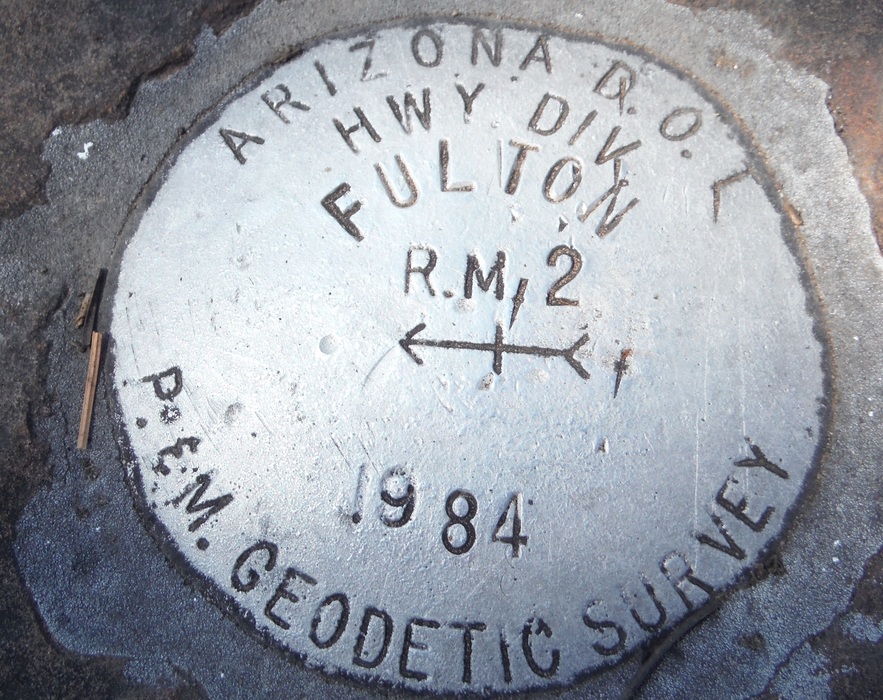 ARIZONA D.O.T.
HWY. DIV.
FULTON
R.M. 2
1984
P. & M. GEODETIC SURVEY